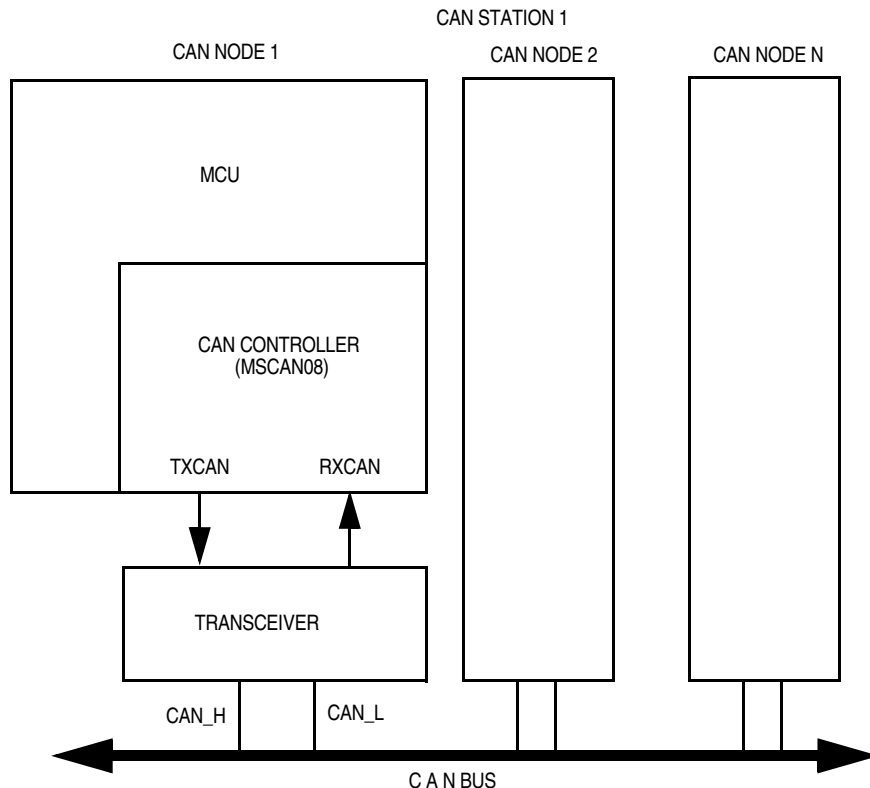 CAN STATION 1
CAN NODE 1
CAN NODE 2
CAN NODE N
MCU
CAN CONTROLLER
(MSCAN08)
TXCAN
RXCAN
TRANSCEIVER
CAN_H
CAN_L
C A N BUS